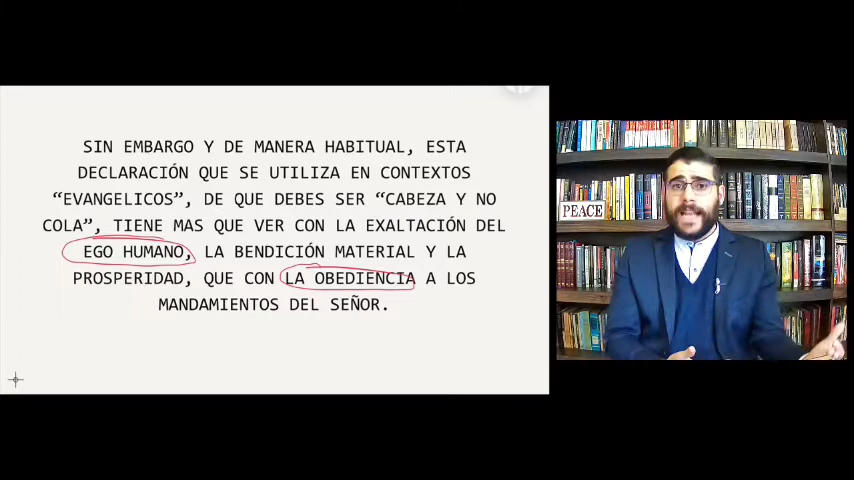 SIN EMBARGO Y DE MANERA HABITUAL, ESTA
DECLARACIÓN QUE SE UTILIZA EN CONTEXTOS
“EVANGELICOS”, DE QUE DEBES SER “CABEZA Y NO
COLA”, TIENE MAS QUE VER CON LA EXALTACIÓN DEL
EGO HUMANO, LA BENDICIÓN MATERIAL Y LA
PROSPERIDAD, QUE CON LA OBEDIENCIA A LOS
MANDAMIENTOS DEL SEÑOR.
PEACE